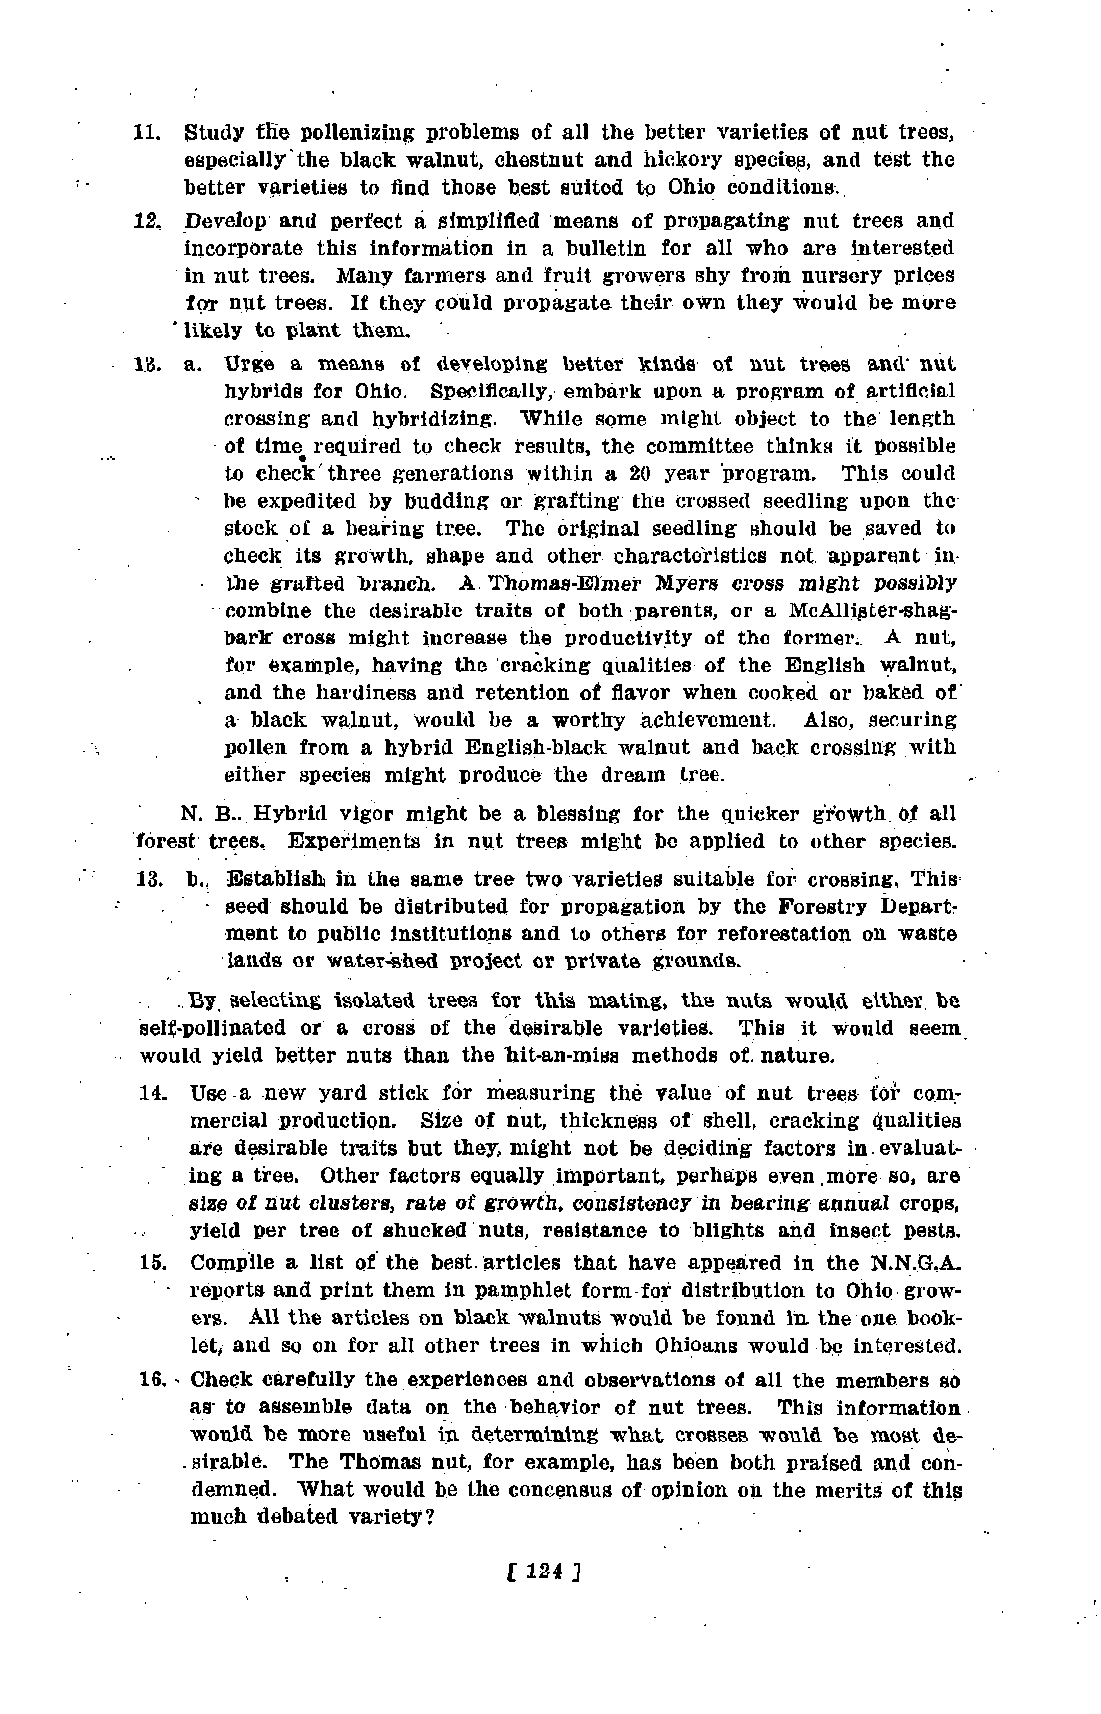 11. Study the pollenizing problems of all the better varieties of nut trees,
especially the black walnut, chestnut and hickory species, and test the
better varieties to find those best suited to Ohio conditions.
12. Develop and perfect a simplified means of propagating nut trees and
incorporate this information in a bulletin for all who are interested
in nut trees. Many farmers and fruit growers shy from nursery prices
for nut trees. If they could propagate their own they would be more
likely to plant them.
13. a. Urge a means of developing better kinds of nut trees and nut
hybrids for Ohio. Specifically, embark upon a program of artificial
crossing and hybridizing. While some might object to the length
of time required to check results, the committee thinks it possible
to check three generations within a 20 year program. This could
be expedited by budding or grafting the crossed seedling upon the
stock of a bearing tree. The original seedling should be saved to
check its growth, shape and other characteristics not apparent in
the grafted branch. A Thomas-Elmer Myers cross might possibly
combine the desirable traits of both parents, or a McAllister-shag-
bark cross might increase the productivity of the former. A nut,
for example, having the cracking qualities of the English walnut,
and the hardiness and retention of flavor when cooked or baked of
a black walnut, would be a worthy achievement. Also, securing
pollen from a hybrid English-black walnut and back crossing with
either species might produce the dream tree.
N. B.. Hybrid vigor might be a blessing for the quicker growth of all
forest trees. Experiments in nut trees might be applied to other species.
13. b. Establish in the same tree two varieties suitable for crossing. This
seed should be distributed for propagation by the Forestry Depart-
ment to public institutions and to others for reforestation on waste
lands or water-shed project or private grounds.
By selecting isolated trees for this mating, the nuts would either be
self-pollinated or a cross of the desirable varieties. This it would seem
would yield better nuts than the hit-an-miss methods of nature.
14. Use a new yard stick for measuring the value of nut trees for com-
mercial production. Size of nut, thickness of shell, cracking qualities
are desirable traits but they might not be deciding factors in evaluat-
ing a tree. Other factors equally important, perhaps even more so, are
size of nut clusters, rate of growth, consistency in bearing annual crops,
yield per tree of shucked nuts, resistance to blights and insect pests.
15. Compile a list of the best articles that have appeared in the N.N.G.A.
reports and print them in pamphlet form for distribution to Ohio grow-
ers. All the articles on black walnuts would be found in the one book-
let, and so on for all other trees in which Ohioans would be interested.
16. Check carefully the experiences and observations of all the members so
as to assemble data on the behavior of nut trees. This information
would be more useful in determining what crosses would be most de-
sirable. The Thomas nut, for example, has been both praised and con-
demned. What would be the concensus of opinion on the merits of this
much debated variety?
[ 124 ]